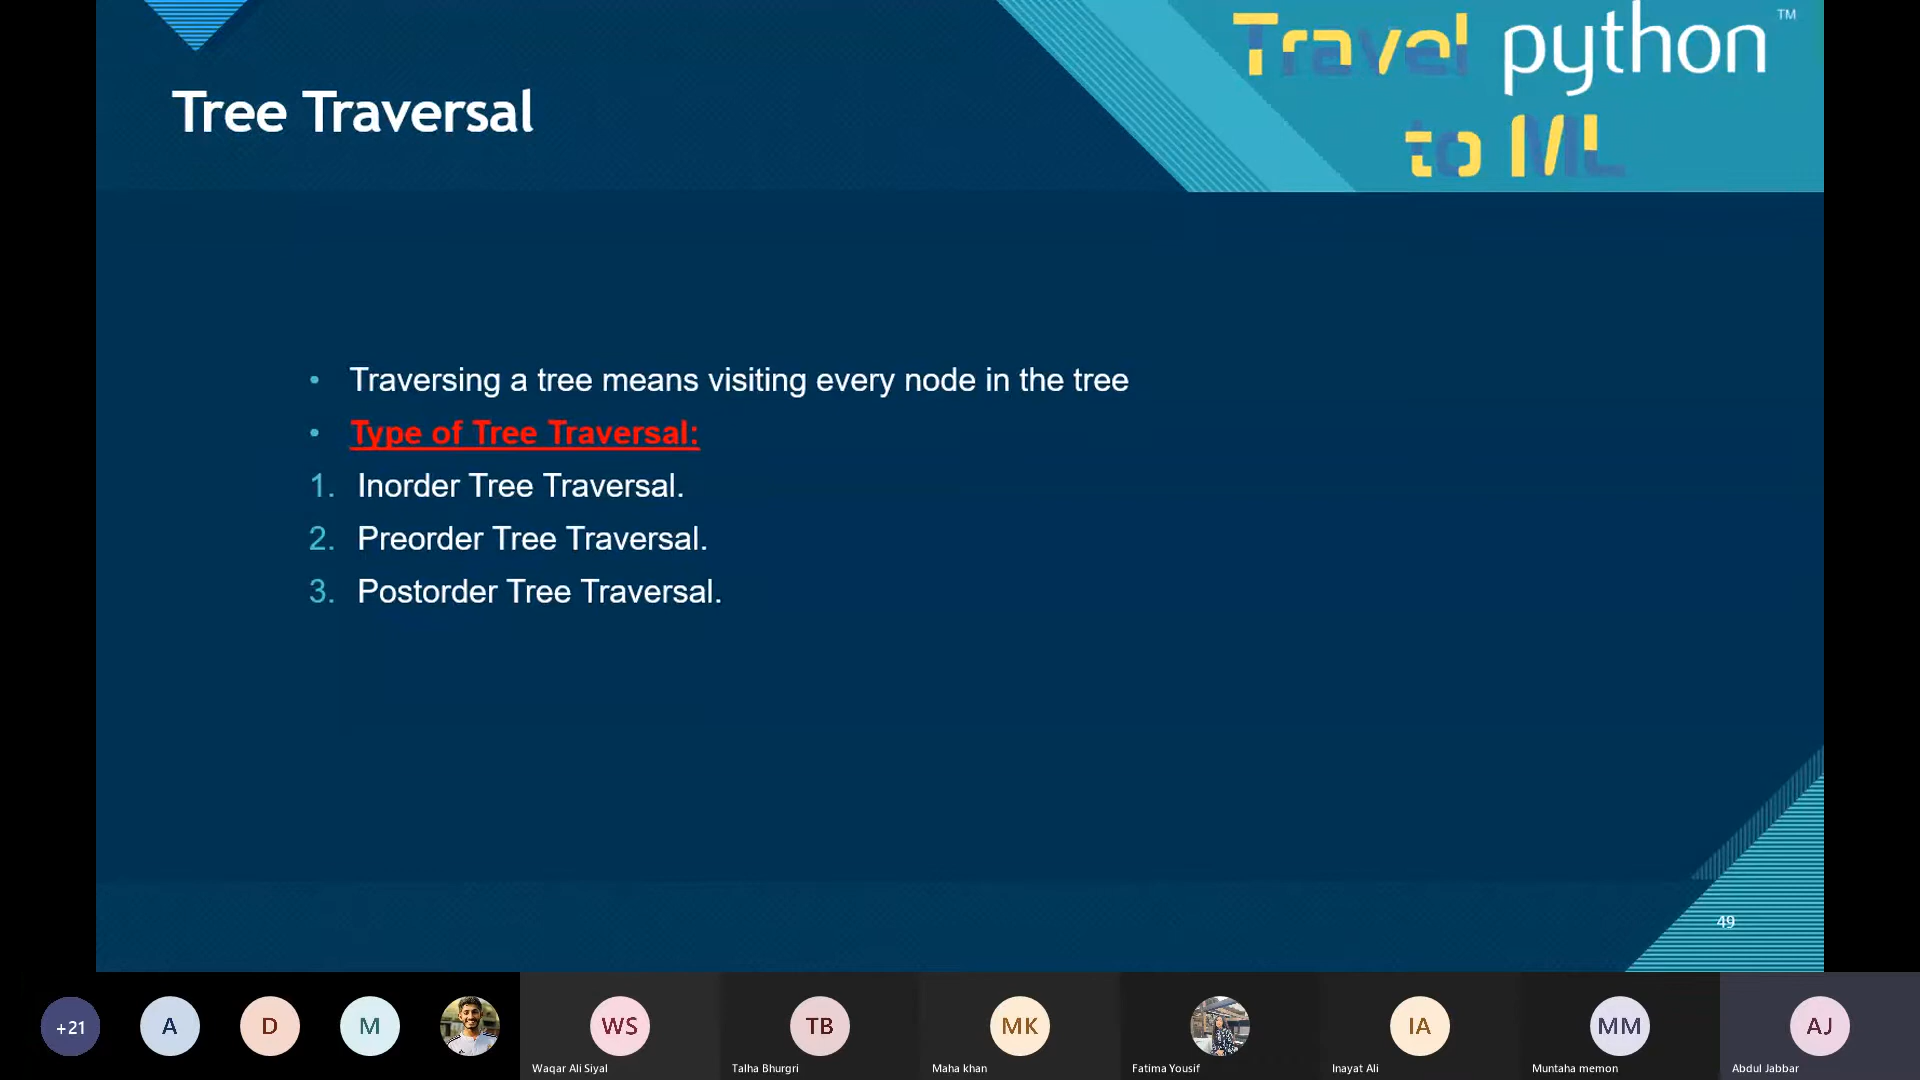 Travel python™
to ML
Tree Traversal
• Traversing a tree means visiting every node in the tree
• Type of Tree Traversal:
1. Inorder Tree Traversal.
2. Preorder Tree Traversal.
3. Postorder Tree Traversal.
49
+21 A D M WS TB MK IA MM AJ
Waqar Ali Siyal Talha Bhurgri Maha khan Fatima Yousif Inayat Ali Muntaha memon Abdul Jabbar